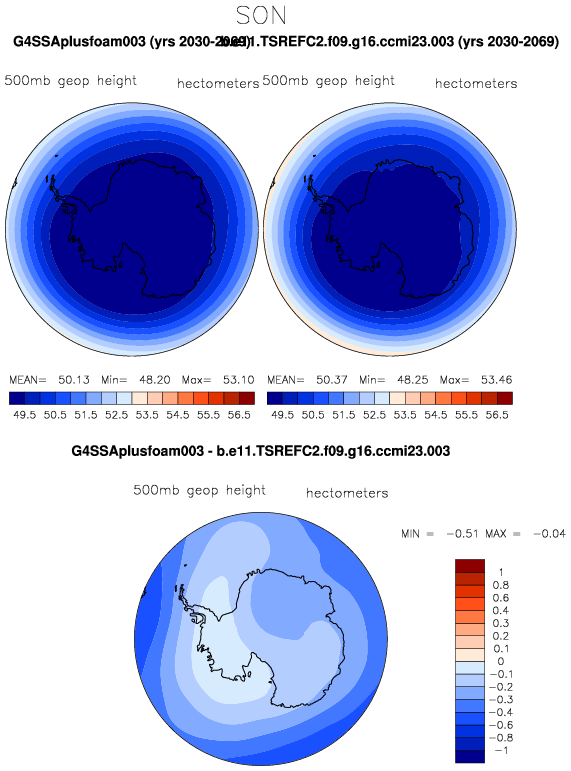 SON
G4SSAplusfoam003 (yrs 2030-2069) b.e11.TSREFC2.f09.g16.ccmi23.003 (yrs 2030-2069)
500mb geop height hectometers 500mb geop height hectometers
MEAN= 50.13 Min= 48.20 Max= 53.10 MEAN= 50.37 Min= 48.25 Max= 53.46
49.5 50.5 51.5 52.5 53.5 54.5 55.5 56.5 49.5 50.5 51.5 52.5 53.5 54.5 55.5 56.5
G4SSAplusfoam003 - b.e11.TSREFC2.f09.g16.ccmi23.003
500mb geop height hectometers
MIN = -0.51 MAX = -0.04
1
0.8
0.6
0.4
0.3
0.2
0
-0.1
-0.2
-0.3
-0.4
-0.6
-0.8
-1